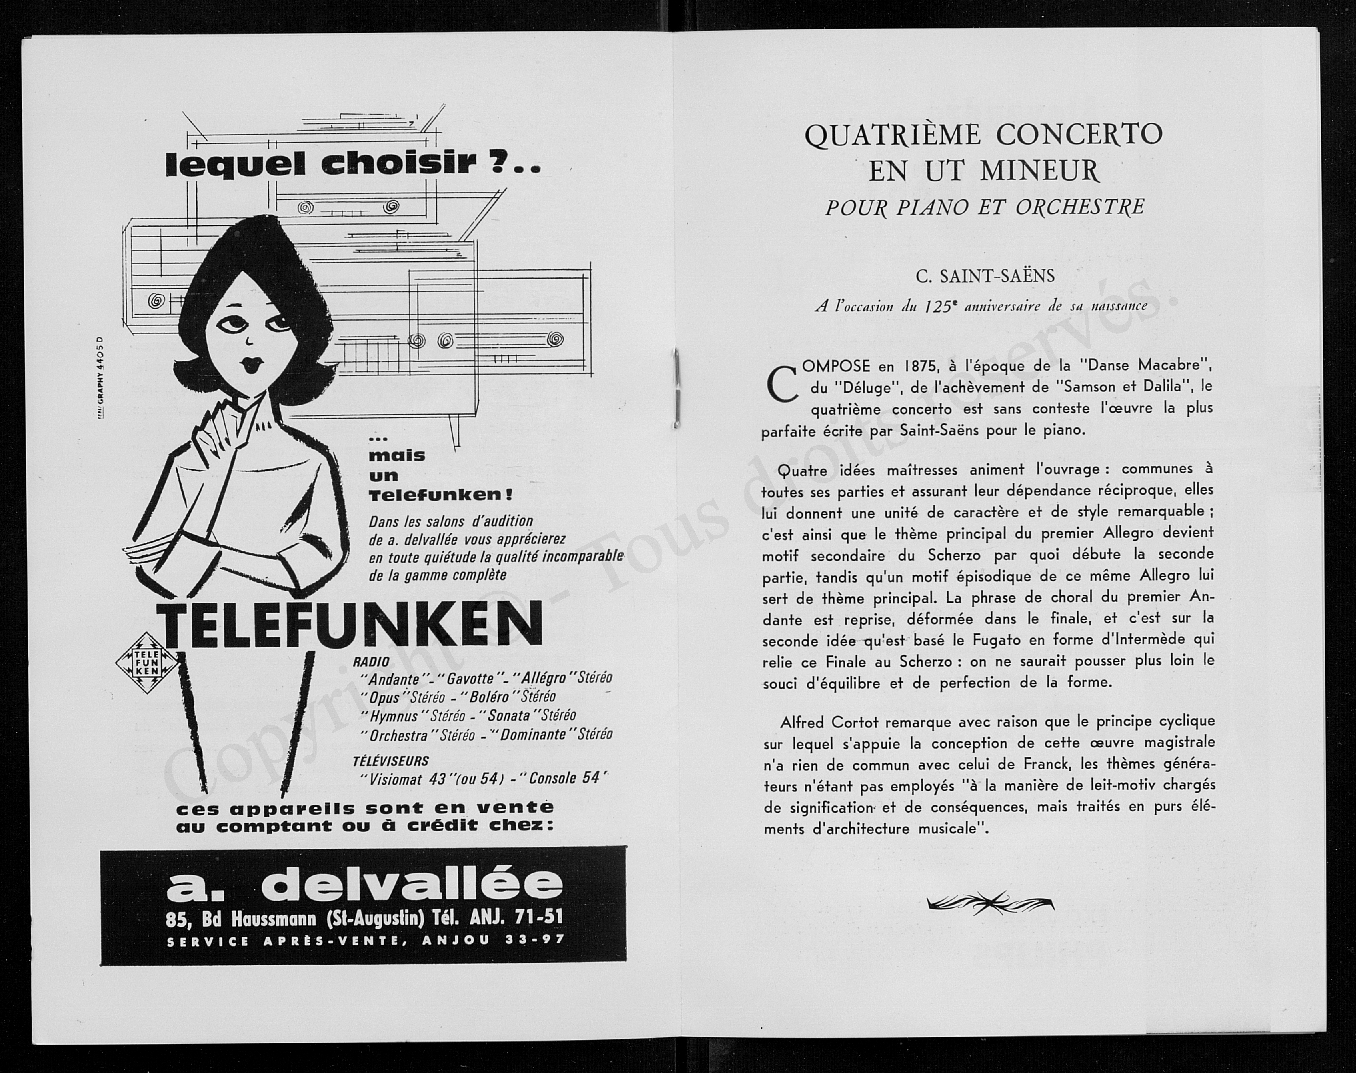 lequel choisir ?..
...
mais
un
Telefunken !
Dans les salons d'audition
de a. delvallée vous apprécierez
en toute quiétude la qualité incomparable
de la gamme complète
TELEFUNKEN
TELE
FUN
KEN
RADIO
"Andante"_"Gavotte"_"Allégro"Stéréo
"Opus"Stéréo - "Boléro"Stéréo
"Hymnus"Stéréo - "Sonata"Stéréo
"Orchestra"Stéréo - "Dominante"Stéréo
TÉLÉVISEURS
"Visiomat 43"(ou 54) - "Console 54"
ces appareils sont en vente
au comptant ou à crédit chez :
a. delvallée
85, Bd Haussmann (St-Augustin) Tél. ANJ. 71-51
SERVICE APRÈS-VENTE, ANJOU 33-97
GRAPHY 4405 D
QUATRIÈME CONCERTO
EN UT MINEUR
POUR PIANO ET ORCHESTRE
C. SAINT-SAËNS
A l'occasion du 125e anniversaire de sa naissance
COMPOSE en 1875, à l'époque de la "Danse Macabre",
du "Déluge", de l'achèvement de "Samson et Dalila", le
quatrième concerto est sans conteste l'œuvre la plus
parfaite écrite par Saint-Saëns pour le piano.
Quatre idées maîtresses animent l'ouvrage : communes à
toutes ses parties et assurant leur dépendance réciproque, elles
lui donnent une unité de caractère et de style remarquable ;
c'est ainsi que le thème principal du premier Allegro devient
motif secondaire du Scherzo par quoi débute la seconde
partie, tandis qu'un motif épisodique de ce même Allegro lui
sert de thème principal. La phrase de choral du premier An-
dante est reprise, déformée dans le finale, et c'est sur la
seconde idée qu'est basé le Fugato en forme d'Intermède qui
relie ce Finale au Scherzo : on ne saurait pousser plus loin le
souci d'équilibre et de perfection de la forme.
Alfred Cortot remarque avec raison que le principe cyclique
sur lequel s'appuie la conception de cette œuvre magistrale
n'a rien de commun avec celui de Franck, les thèmes généra-
teurs n'étant pas employés "à la manière de leit-motiv chargés
de signification et de conséquences, mais traités en purs élé-
ments d'architecture musicale".
Copyright © - Tous droits réservés.